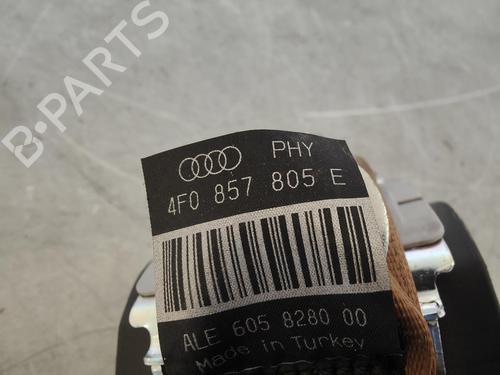 B-PARTS
PHY
4F0 857 805 E
ALE 605 8280 00
Made in Turkey